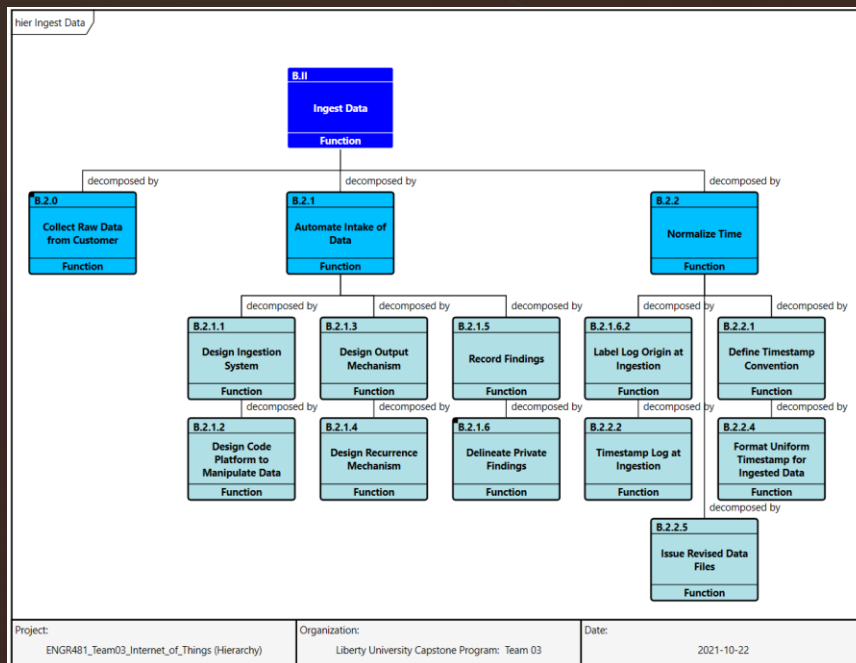 hier Ingest Data
B.II
Ingest Data
Function
decomposed by
decomposed by
decomposed by
B.2.0
Collect Raw Data
from Customer
Function
B.2.1
Automate Intake of
Data
Function
B.2.2
Normalize Time
Function
decomposed by
decomposed by
decomposed by
decomposed by
decomposed by
B.2.1.1
Design Ingestion
System
Function
B.2.1.3
Design Output
Mechanism
Function
B.2.1.5
Record Findings
Function
B.2.1.6.2
Label Log Origin at
Ingestion
Function
B.2.2.1
Define Timestamp
Convention
Function
decomposed by
decomposed by
decomposed by
decomposed by
decomposed by
B.2.1.2
Design Code
Platform to
Manipulate Data
Function
B.2.1.4
Design Recurrence
Mechanism
Function
B.2.1.6
Delineate Private
Findings
Function
B.2.2.2
Timestamp Log at
Ingestion
Function
B.2.2.4
Format Uniform
Timestamp for
Ingested Data
Function
decomposed by
B.2.2.5
Issue Revised Data
Files
Function
Project:
ENGR481_Team03_Internet_of_Things (Hierarchy)
Organization:
Liberty University Capstone Program: Team 03
Date:
2021-10-22